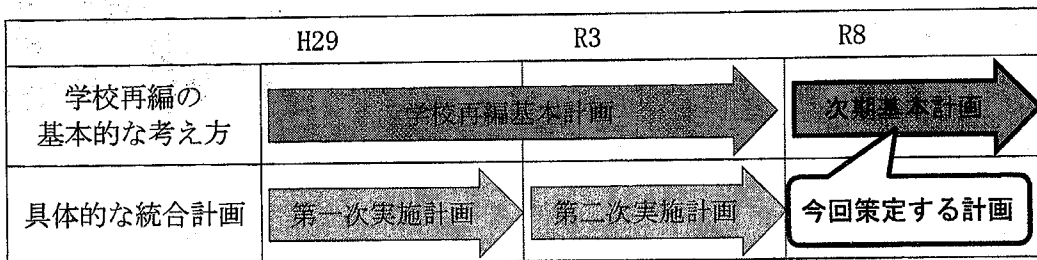 H29 R3 R8
学校再編の
基本的な考え方
学校再編基本計画
次期基本計画
具体的な統合計画
第一次実施計画
第二次実施計画
今回策定する計画